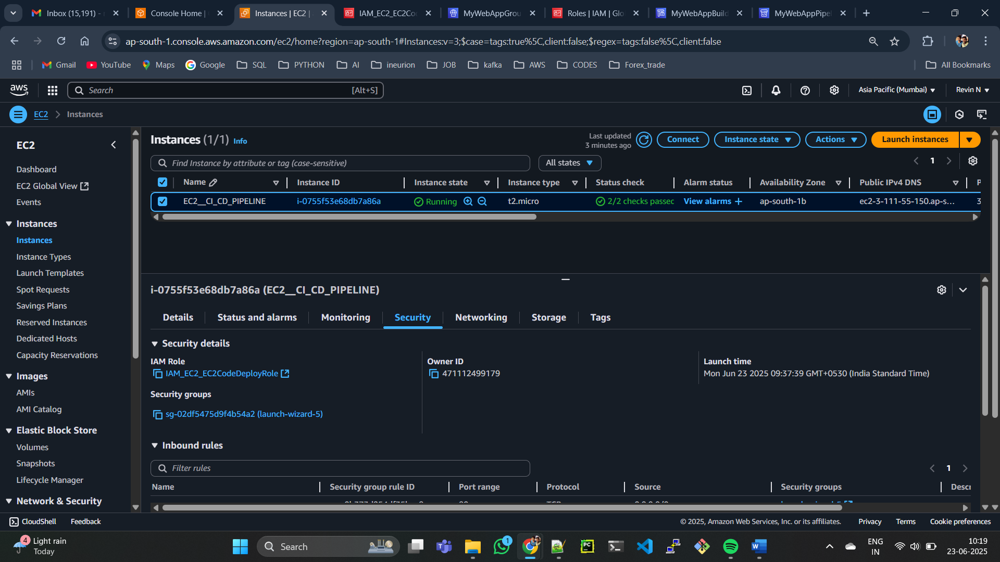 Inbox (15,191) -
Console Home |
Instances | EC2 |
IAM_EC2_EC2Co
MyWebAppGrou
Roles | IAM | Glo
MyWebAppBuild
MyWebAppPipel
ap-south-1.console.aws.amazon.com/ec2/home?region=ap-south-1#Instances:v=3;$case=tags:true%5C,client:false;$regex=tags:false%5C,client:false
Gmail YouTube Maps Google SQL PYTHON AI ineurion JOB kafka AWS CODES Forex_trade All Bookmarks
aws Search [Alt+S] Asia Pacific (Mumbai) Revin N
EC2 Instances
EC2
Dashboard
EC2 Global View
Events
Instances
Instances
Instance Types
Launch Templates
Spot Requests
Savings Plans
Reserved Instances
Dedicated Hosts
Capacity Reservations
Images
AMIs
AMI Catalog
Elastic Block Store
Volumes
Snapshots
Lifecycle Manager
Network & Security
Instances (1/1) Info
Last updated
3 minutes ago
Connect Instance state Actions Launch instances
Find Instance by attribute or tag (case-sensitive) All states 1
Name Instance ID Instance state Instance type Status check Alarm status Availability Zone Public IPv4 DNS P
EC2__CI_CD_PIPELINE i-0755f53e68db7a86a Running t2.micro 2/2 checks passec View alarms + ap-south-1b ec2-3-111-55-150.ap-s... 3
i-0755f53e68db7a86a (EC2__CI_CD_PIPELINE)
Details Status and alarms Monitoring Security Networking Storage Tags
Security details
IAM Role
IAM_EC2_EC2CodeDeployRole
Owner ID
471112499179
Launch time
Mon Jun 23 2025 09:37:39 GMT+0530 (India Standard Time)
Security groups
sg-02df5475d9f4b54a2 (launch-wizard-5)
Inbound rules
Filter rules 1
Name Security group rule ID Port range Protocol Source Security groups Descr
CloudShell Feedback © 2025, Amazon Web Services, Inc. or its affiliates. Privacy Terms Cookie preferences
4 Light rain
Today
Search
1
ENG
IN
10:19
23-06-2025